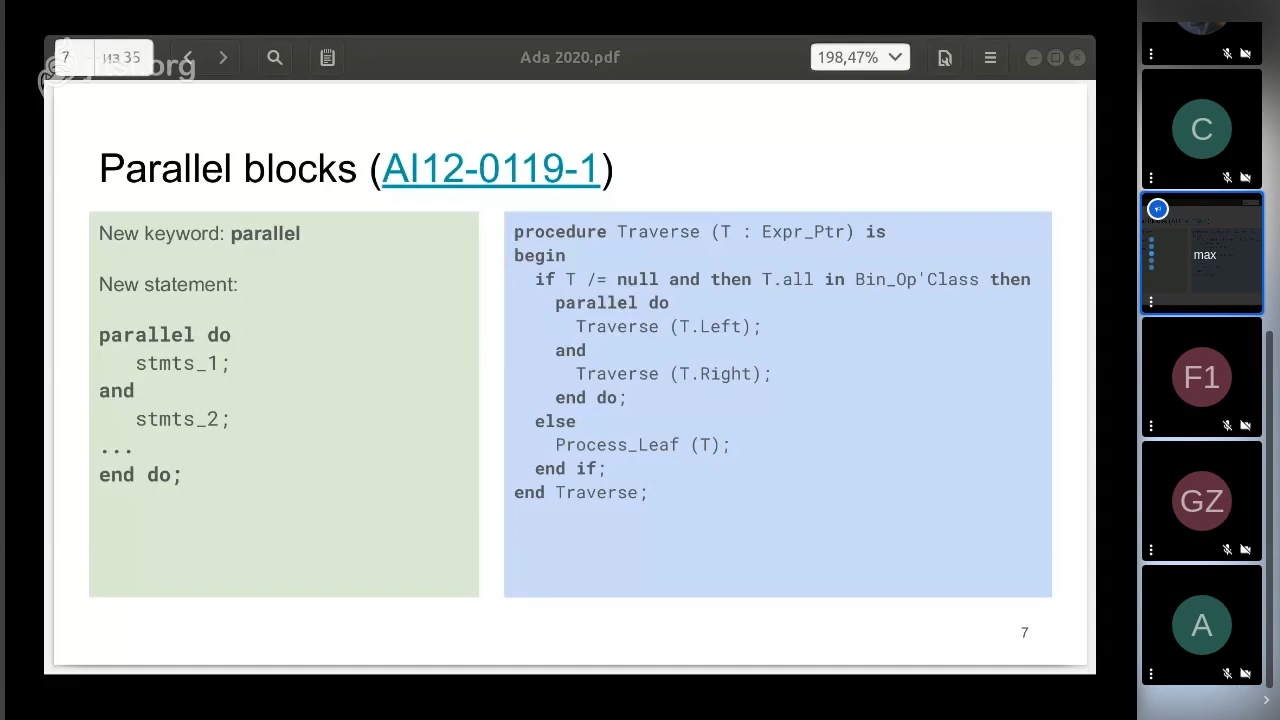 7 из 35
Ada 2020.pdf
198,47%
Parallel blocks (AI12-0119-1)
New keyword: parallel
New statement:
parallel do
stmts_1;
and
stmts_2;
...
end do;
procedure Traverse (T : Expr_Ptr) is
begin
if T /= null and then T.all in Bin_Op'Class then
parallel do
Traverse (T.Left);
and
Traverse (T.Right);
end do;
else
Process_Leaf (T);
end if;
end Traverse;
7
C
max
F1
GZ
A